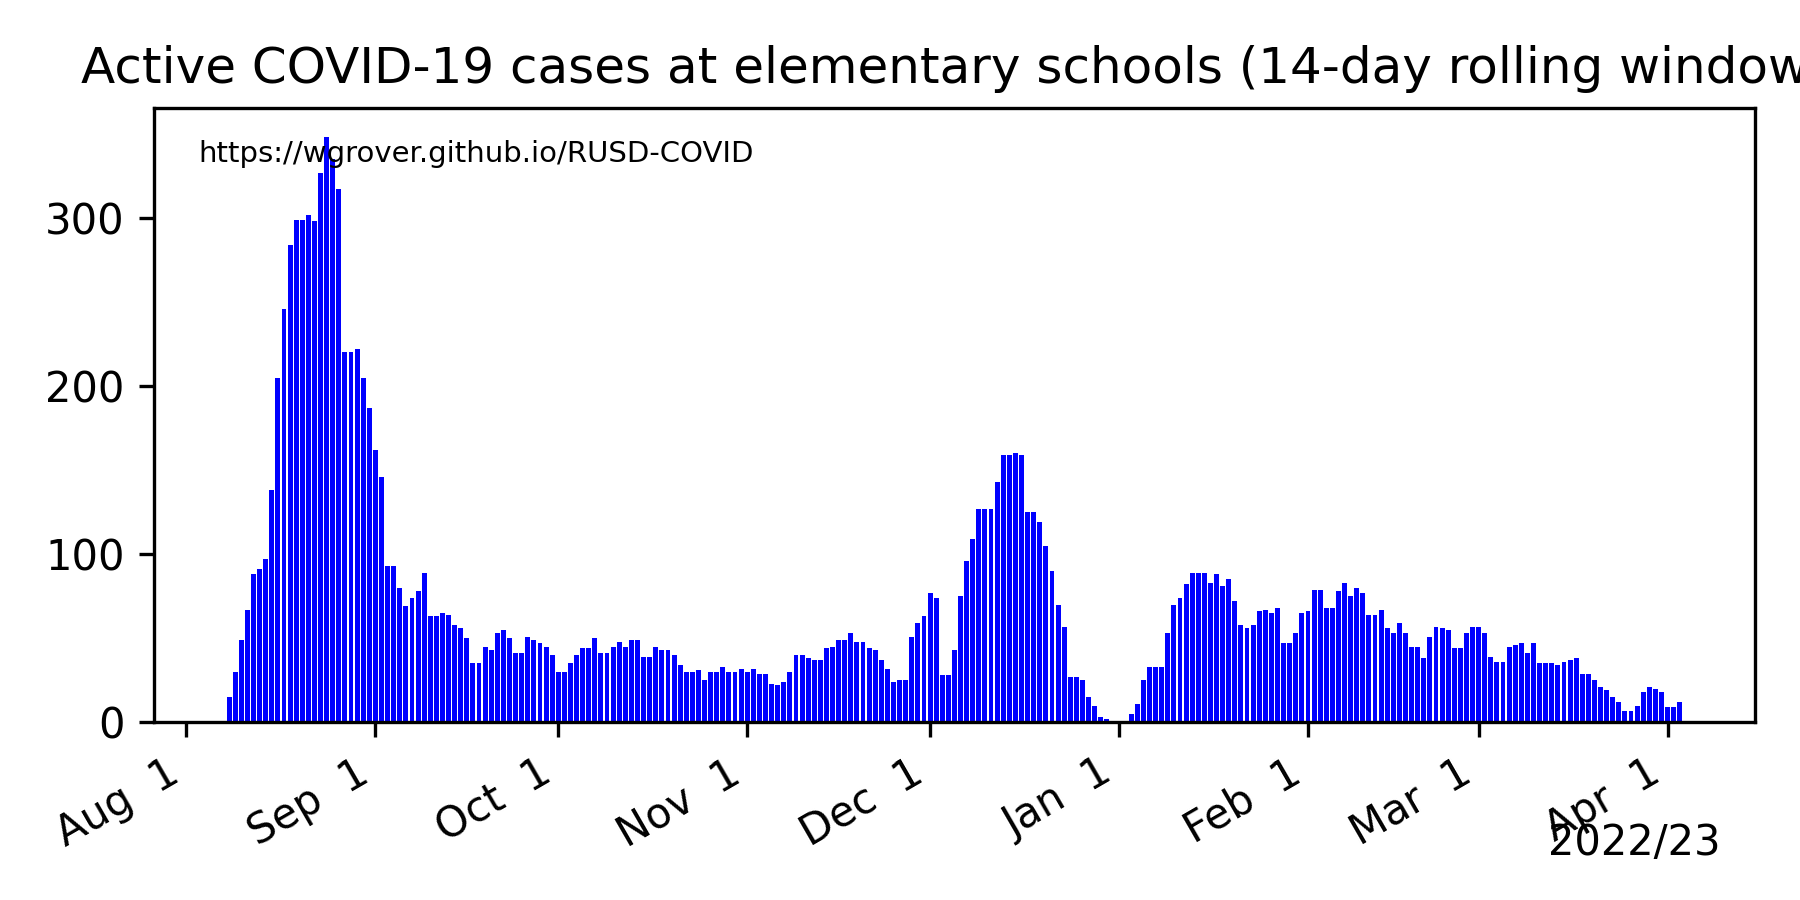 Active COVID-19 cases at elementary schools (14-day rolling window
https://wgrover.github.io/RUSD-COVID
300
200
100
0
Aug 1
Sep 1
Oct 1
Nov 1
Dec 1
Jan 1
Feb 1
Mar 1
Apr 1
2022/23